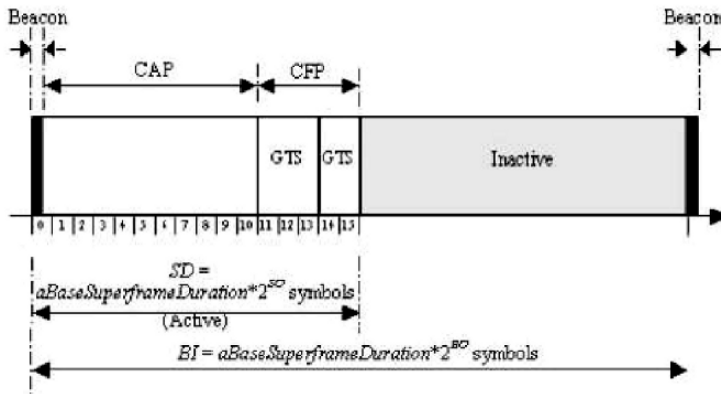 Beacon
Beacon
CAP
CFP
GTS
GTS
Inactive
0 1 2 3 4 5 6 7 8 9 10 11 12 13 14 15
SD =
aBaseSuperframeDuration*2^SO symbols
(Active)
BI = aBaseSuperframeDuration*2^BO symbols